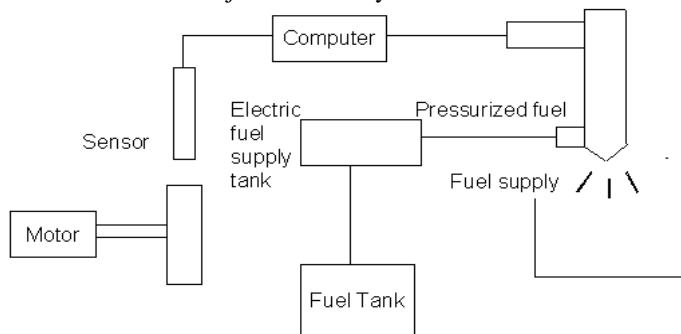 Computer
Electric
fuel
supply
tank
Pressurized fuel
Sensor
Fuel supply
Motor
Fuel Tank